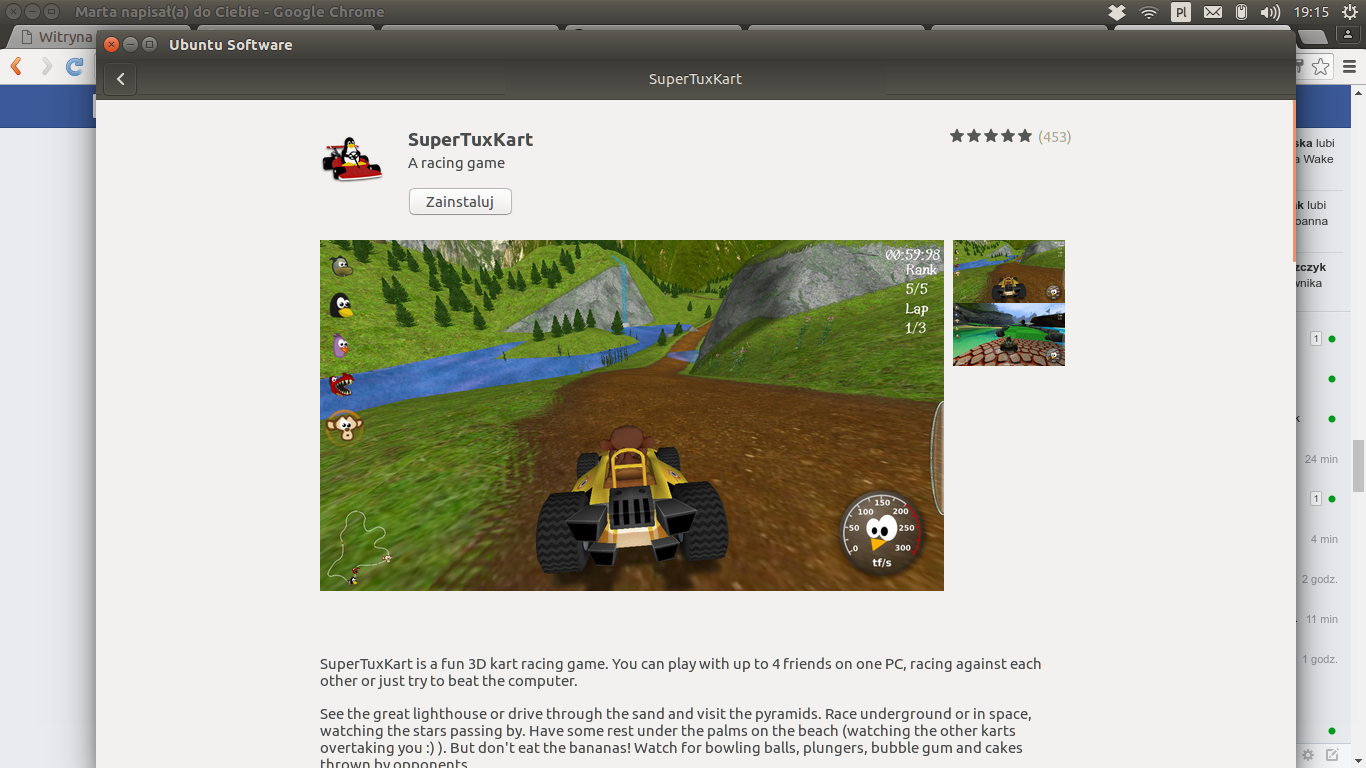 Marta napisał(a) do Ciebie - Google Chrome
Pl
19:15
Witryna
Ubuntu Software
SuperTuxKart
SuperTuxKart
(453)
A racing game
Zainstaluj
00:59:98
Rank
5/5
Lap
1/3
0
50
100
150
200
250
300
tf/s
SuperTuxKart is a fun 3D kart racing game. You can play with up to 4 friends on one PC, racing against each
other or just try to beat the computer.
See the great lighthouse or drive through the sand and visit the pyramids. Race underground or in space,
watching the stars passing by. Have some rest under the palms on the beach (watching the other karts
overtaking you :) ). But don't eat the bananas! Watch for bowling balls, plungers, bubble gum and cakes
thrown by opponents.
ska lubi
a Wake
k lubi
oanna
szczyk
wnika
1
k
24 min
1
4 min
2 godz.
11 min
1 godz.